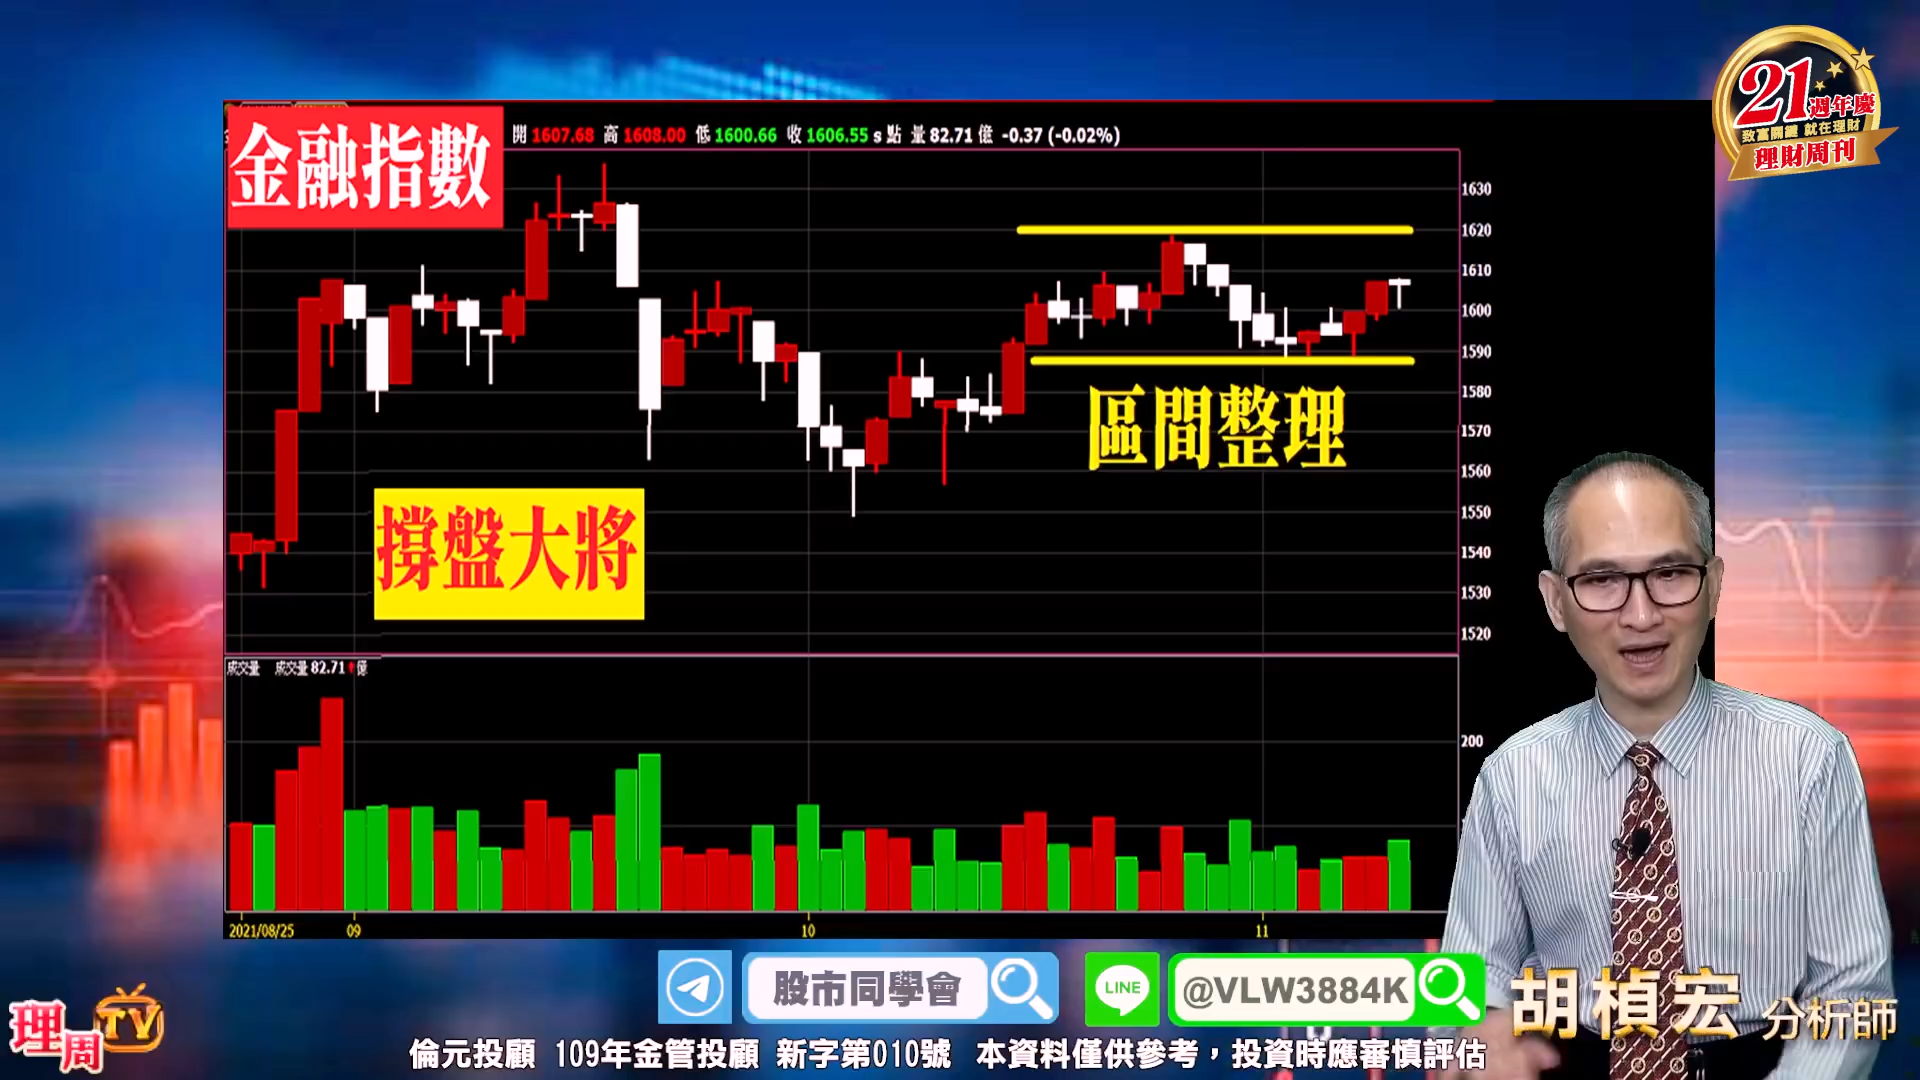 21週年慶
致富關鍵 就在理財
理財周刊
金融指數
開 1607.68 高 1608.00 低 1600.66 收 1606.55 s 點 量 82.71 億 -0.37 (-0.02%)
1630
1620
1610
1600
1590
1580
1570
1560
1550
1540
1530
1520
區間整理
撐盤大將
成交量 成交量 82.71 億
200
2021/08/25 09 10 11
股市同學會
LINE
@VLW3884K
胡楨宏 分析師
理周TV
倫元投顧 109年金管投顧 新字第010號 本資料僅供參考，投資時應審慎評估